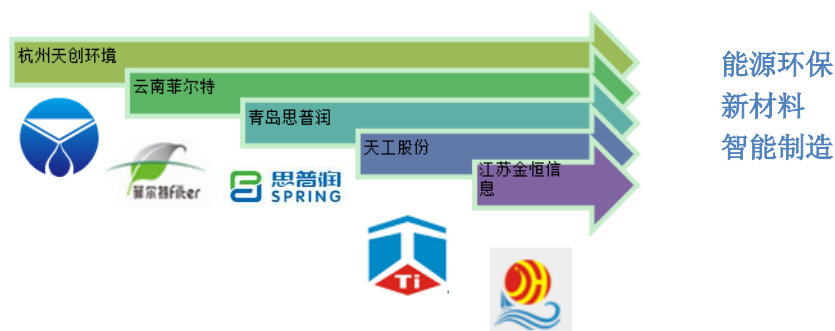 杭州天创环境
云南菲尔特
青岛思普润
天工股份
江苏金恒信
息
能源环保
新材料
智能制造
菲尔特Filter
思普润
SPRING
Ti